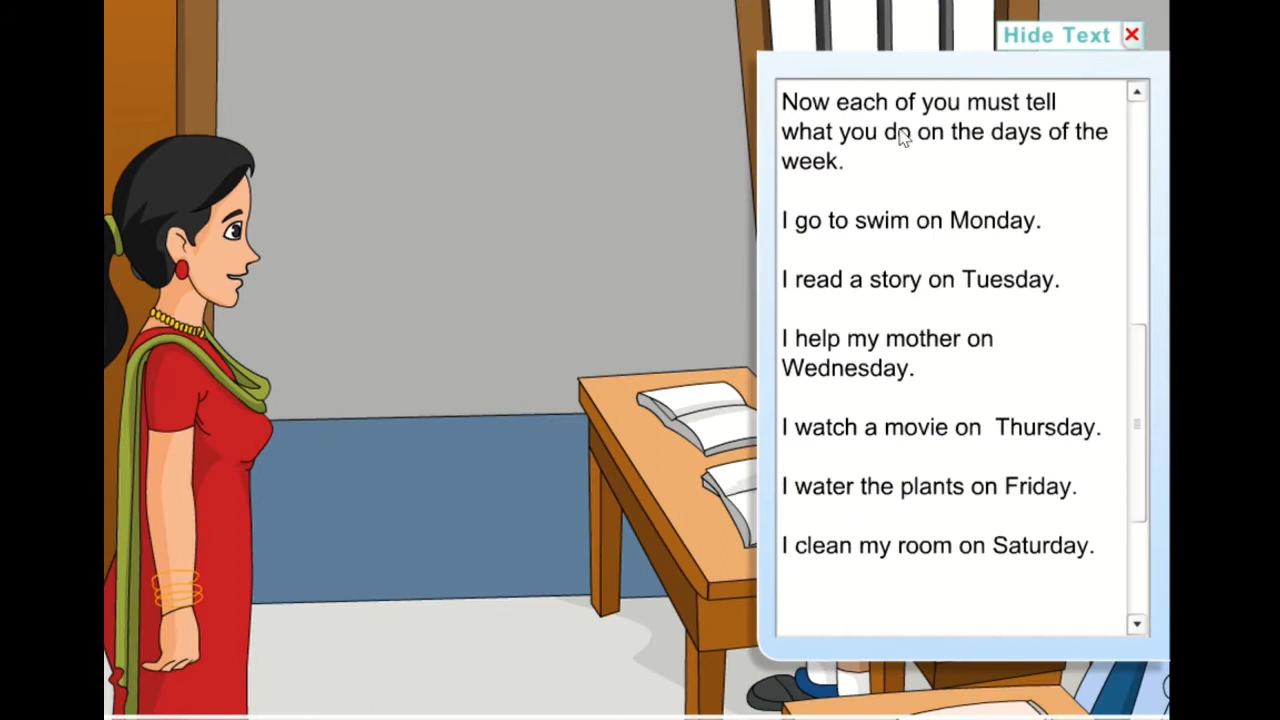 Hide Text
Now each of you must tell
what you do on the days of the
week.
I go to swim on Monday.
I read a story on Tuesday.
I help my mother on
Wednesday.
I watch a movie on  Thursday.
I water the plants on Friday.
I clean my room on Saturday.